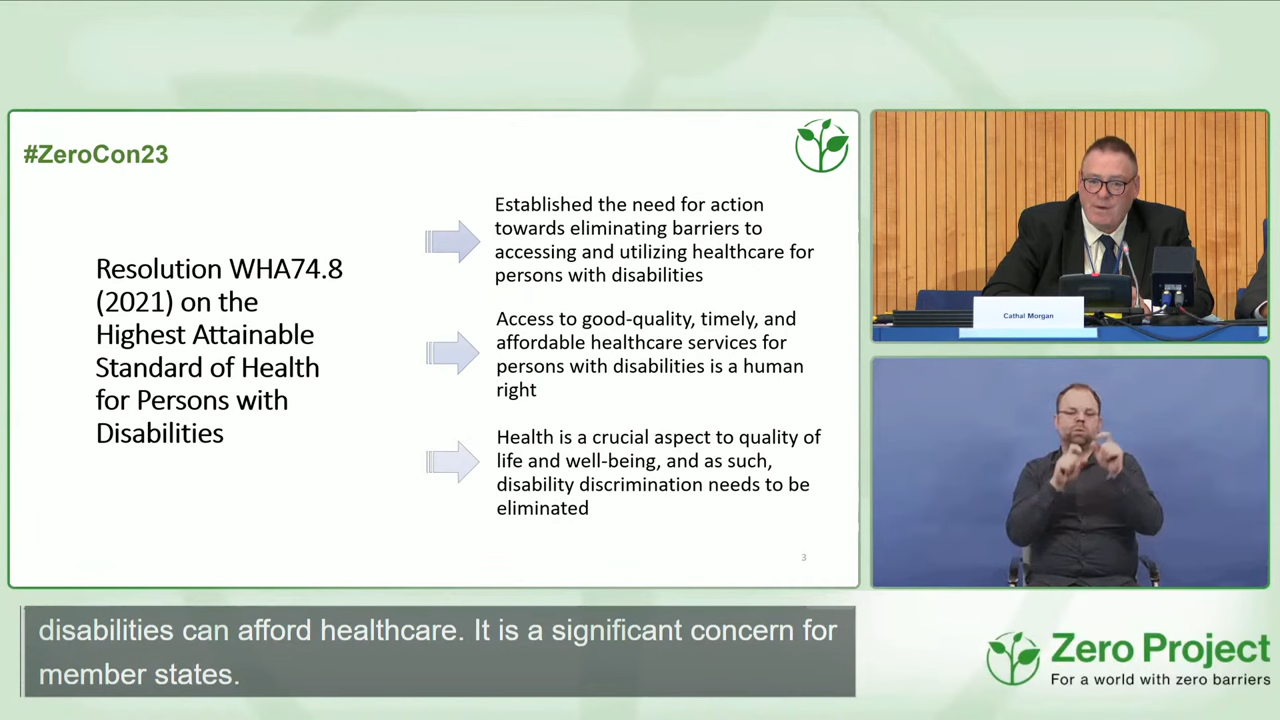 #ZeroCon23
Resolution WHA74.8
(2021) on the
Highest Attainable
Standard of Health
for Persons with
Disabilities
Established the need for action
towards eliminating barriers to
accessing and utilizing healthcare for
persons with disabilities
Access to good-quality, timely, and
affordable healthcare services for
persons with disabilities is a human
right
Health is a crucial aspect to quality of
life and well-being, and as such,
disability discrimination needs to be
eliminated
3
Cathal Morgan
disabilities can afford healthcare. It is a significant concern for
member states.
Zero Project
For a world with zero barriers